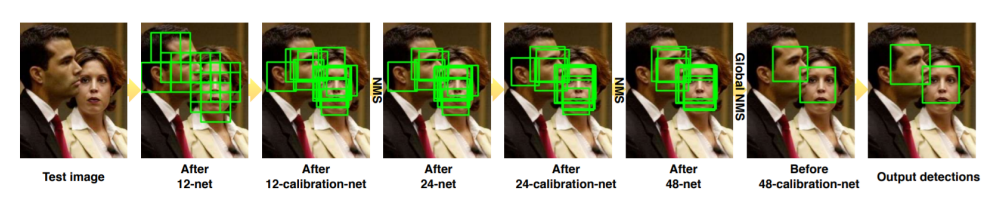 Test image
After
12-net
After
12-calibration-net
NMS
After
24-net
After
24-calibration-net
NMS
After
48-net
Global NMS
Before
48-calibration-net
Output detections